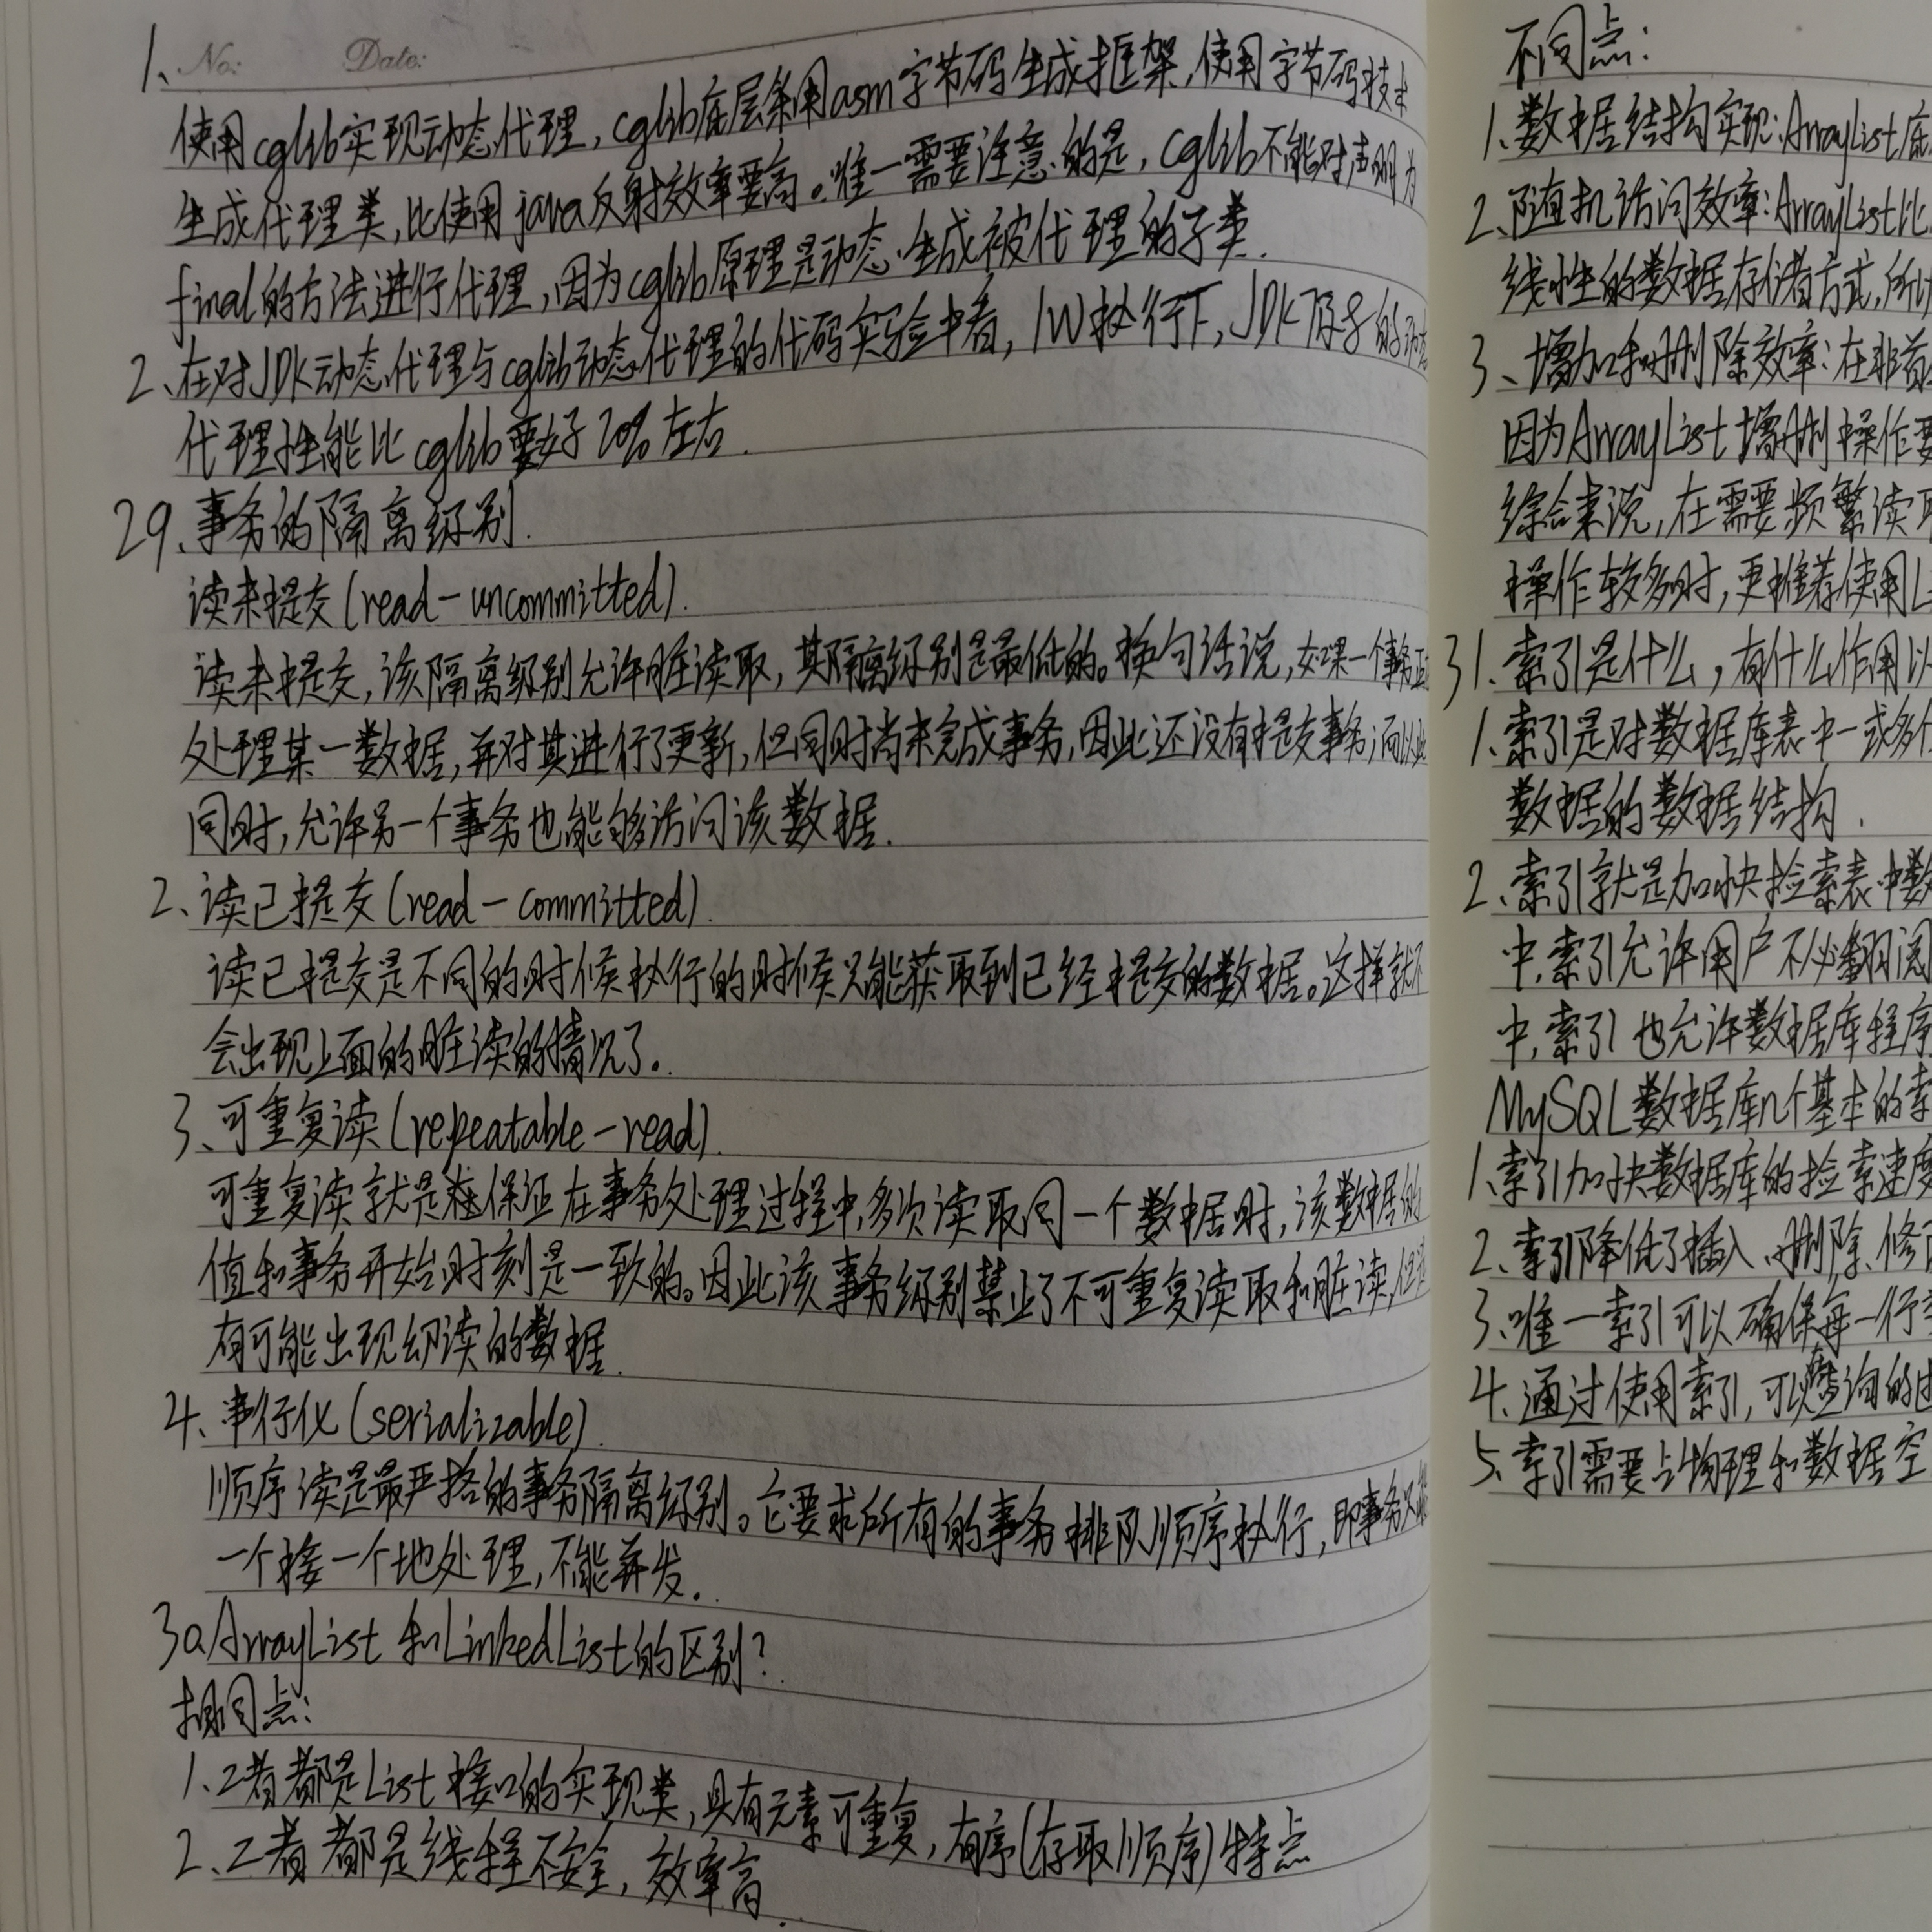 1、No: Date:
使用cglib实现动态代理,cglib底层条用asm字节码生成框架,使用字节码技术
生成代理类,比使用java反射效率要高。唯一需要注意的是,cglib不能对声明为
final的方法进行代理,因为cglib原理是动态生成被代理的子类.
2、在对JDK动态代理与cglib动态代理的代码实验中看,1W执行下,JDK的动态
代理性能比cglib要好20%左右.
29、事务的隔离级别.
读未提交(read-uncommitted).
读未提交,该隔离级别允许脏读取,其隔离级别是最低的。换句话说,如果一个事务正
处理某一数据,并对其进行了更新,但同时尚未完成事务,因此还没有提交事务;而以此
同时,允许另一个事务也能够访问该数据.
2、读已提交(read-committed).
读已提交是不同的时候执行的时候只能获取到已经提交的数据。这样就不
会出现上面的脏读的情况了。
3、可重复读(repeatable-read)
可重复读就是保证在事务处理过程中,多次读取同一个数据时,该数据的
值和事务开始时刻是一致的。因此该事务级别禁止了不可重复读取和脏读,但
有可能出现幻读的数据.
4、串行化(serializable).
顺序读是最严格的事务隔离级别。它要求所有的事务排队顺序执行,即事务只能
一个接一个地处理,不能并发.
30、ArrayList和LinkedList的区别?
相同点:
1、2者都是List接口的实现类,具有元素可重复,有序(存取顺序)特点
2、2者都是线程不安全,效率高.
不同点:
1.数据结构实现:ArrayList底
2、随机访问效率:ArrayList比
线性的数据存储方式,所以
3、增加和删除效率:在非首
因为ArrayList增删操作要
综合来说,在需要频繁读取
操作较多时,更推荐使用L
31、索引是什么,有什么作用以
1、索引是对数据库表中一或多个
数据的数据结构.
2、索引就是加快检索表中数
中,索引允许用户不必翻阅
中,索引也允许数据库程序
MySQL数据库几个基本的索
1、索引加快数据库的检索速度
2、索引降低了插入、删除、修改
3、唯一索引可以确保每一行
4、通过使用索引,可以在查询的过
5、索引需要占物理和数据空